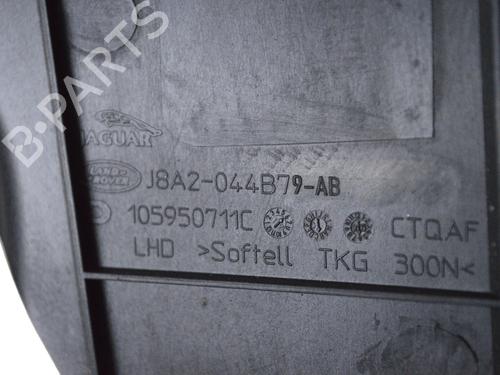 B-PARTS
JAGUAR
LAND ROVER
J8A2-044B79-AB
105950711C CTQAF
LHD >Softell TKG 300N<